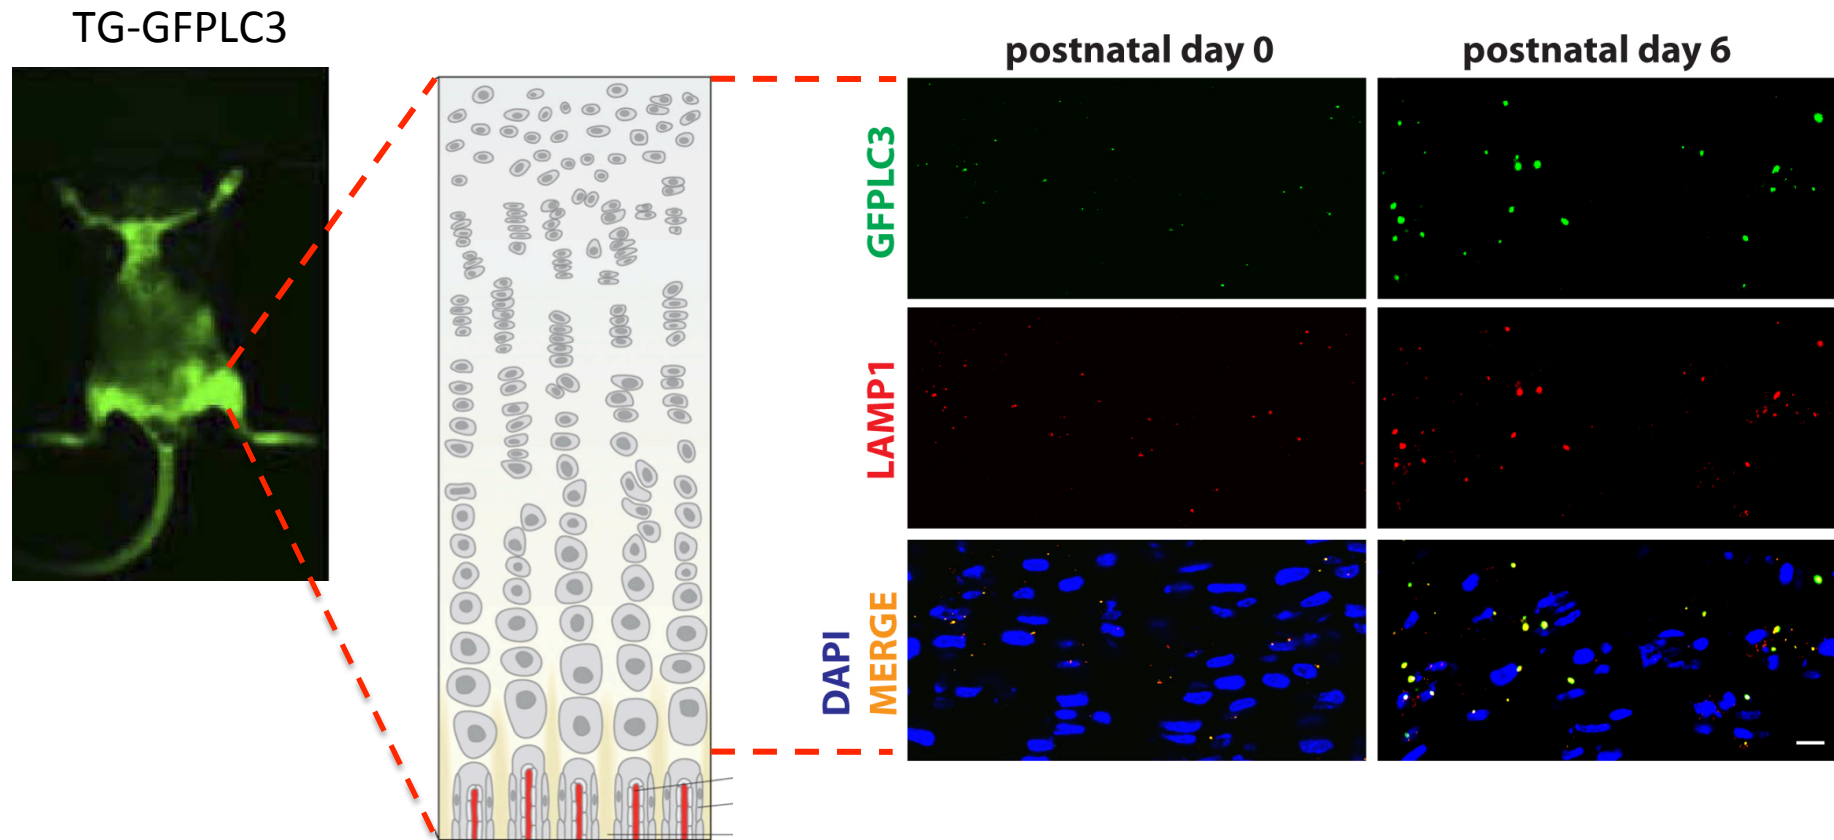 TG-GFPLC3
postnatal day 0
postnatal day 6
GFPLC3
LAMP1
DAPI
MERGE